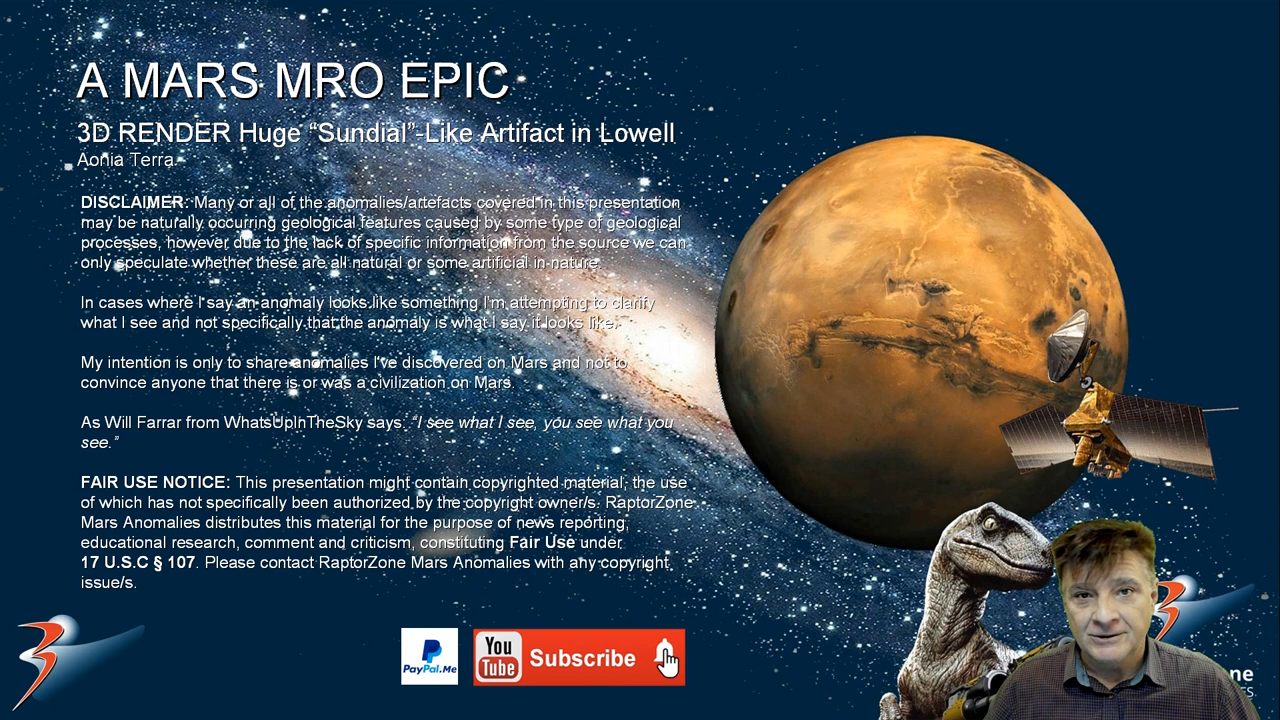 A MARS MRO EPIC
3D RENDER Huge “Sundial”-Like Artifact in Lowell
Aonia Terra
DISCLAIMER: Many or all of the anomalies/artefacts covered in this presentation
may be naturally occurring geological features caused by some type of geological
processes, however due to the lack of specific information from the source we can
only speculate whether these are all natural or some artificial in nature.
In cases where I say an anomaly looks like something I'm attempting to clarify
what I see and not specifically that the anomaly is what I say it looks like.
My intention is only to share anomalies I've discovered on Mars and not to
convince anyone that there is or was a civilization on Mars.
As Will Farrar from WhatsUpInTheSky says: “I see what I see, you see what you
see.”
FAIR USE NOTICE: This presentation might contain copyrighted material, the use
of which has not specifically been authorized by the copyright owner/s. RaptorZone
Mars Anomalies distributes this material for the purpose of news reporting,
educational research, comment and criticism, constituting Fair Use under
17 U.S.C § 107. Please contact RaptorZone Mars Anomalies with any copyright
issue/s.
PayPal.Me
You
Tube
Subscribe
ne